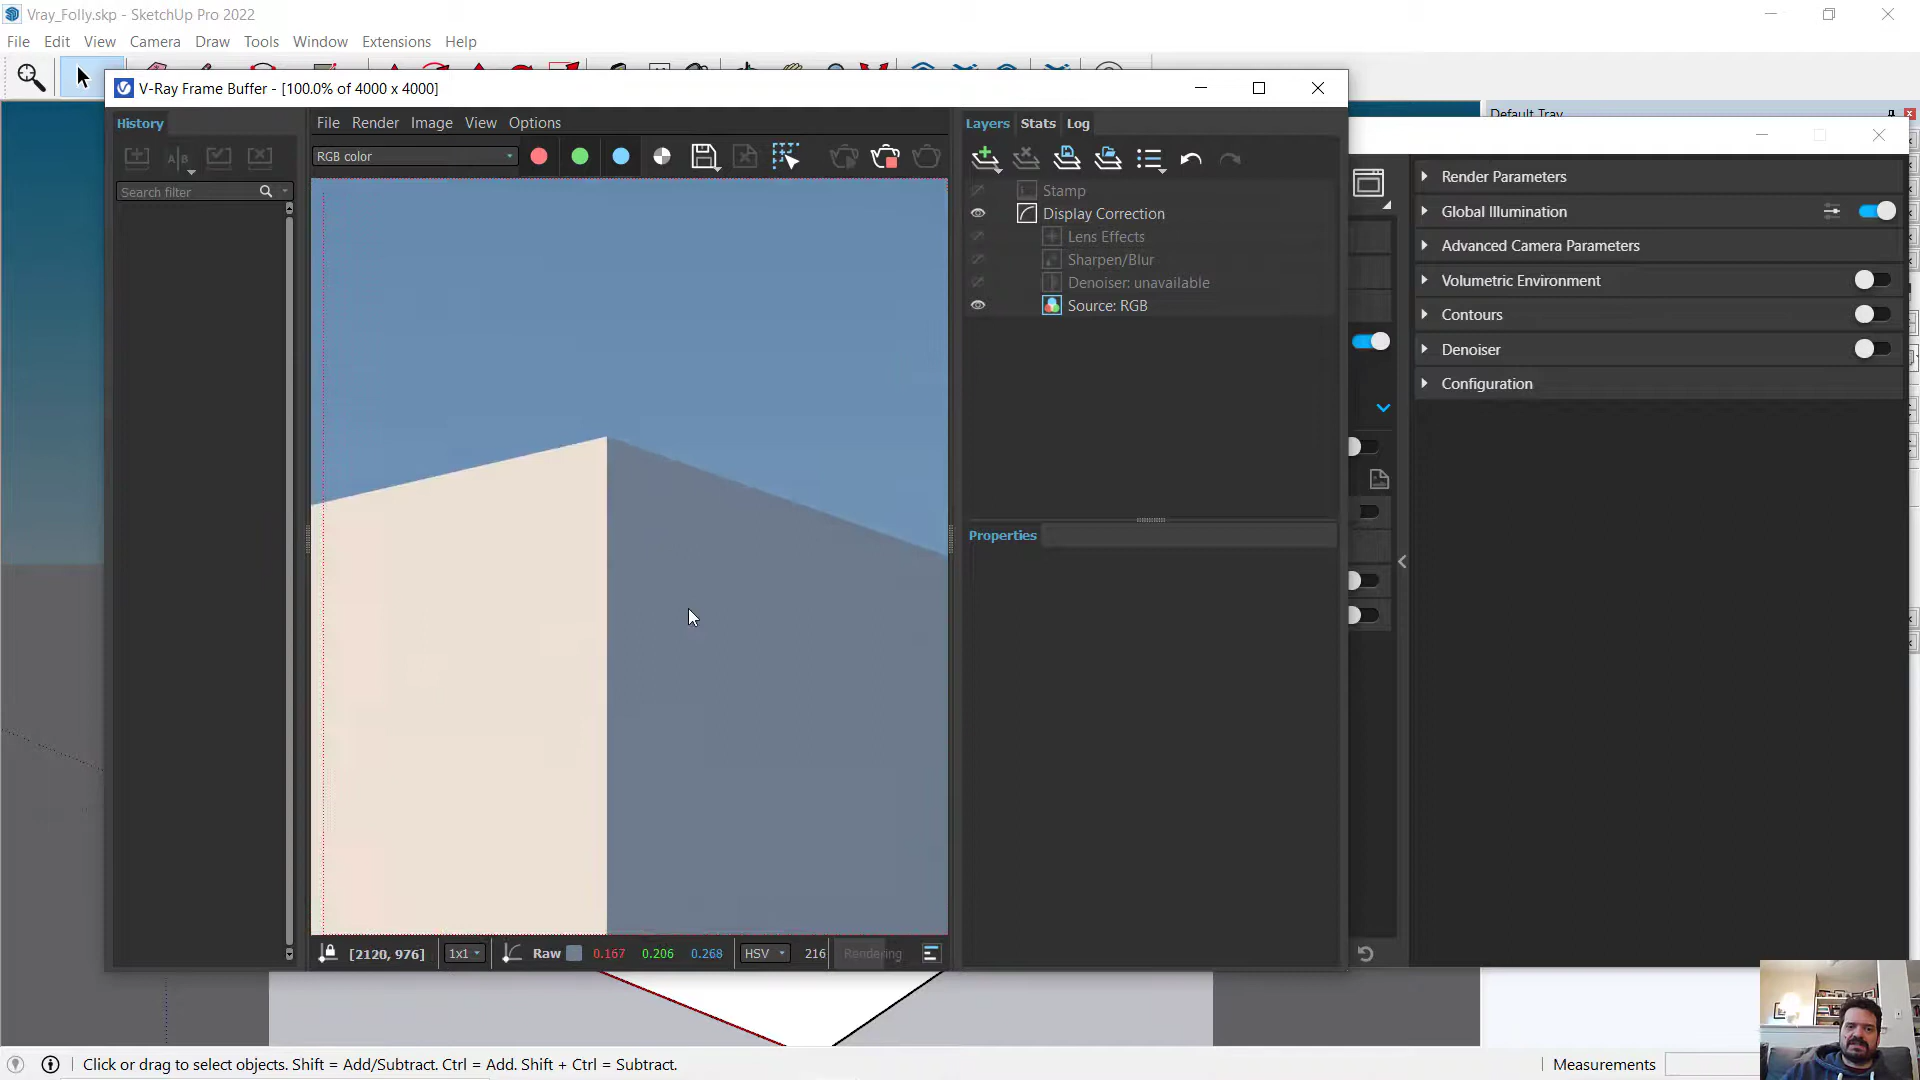 Vray_Folly.skp - SketchUp Pro 2022
File Edit View Camera Draw Tools Window Extensions Help
V-Ray Frame Buffer - [100.0% of 4000 x 4000]
Default Tray
History
File Render Image View Options
Layers Stats Log
RGB color
Search filter
Stamp
Display Correction
Lens Effects
Sharpen/Blur
Denoiser: unavailable
Source: RGB
Render Parameters
Global Illumination
Advanced Camera Parameters
Volumetric Environment
Contours
Denoiser
Configuration
Properties
[2120, 976] 1x1 Raw 0.167 0.206 0.268 HSV 216 Rendering
Click or drag to select objects. Shift = Add/Subtract. Ctrl = Add. Shift + Ctrl = Subtract.
Measurements